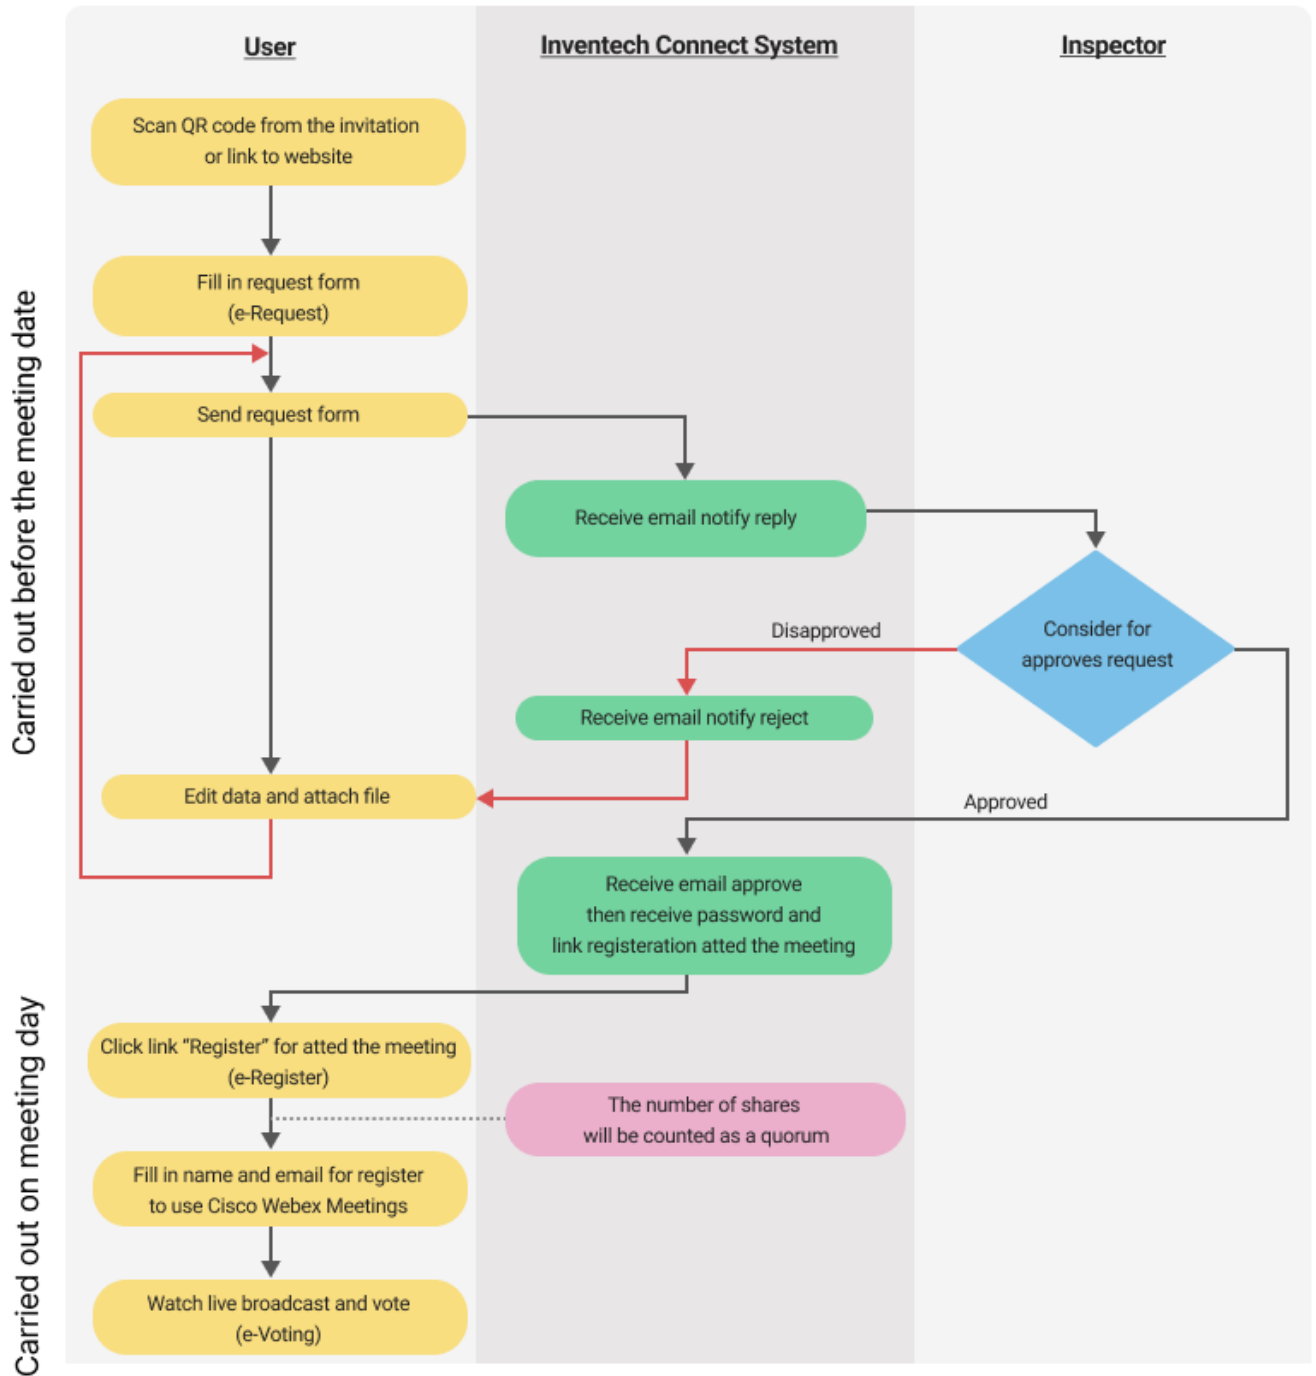 User
Inventech Connect System
Inspector
Carried out before the meeting date
Scan QR code from the invitation
or link to website
Fill in request form
(e-Request)
Send request form
Receive email notify reply
Consider for
approves request
Disapproved
Receive email notify reject
Edit data and attach file
Approved
Receive email approve
then receive password and
link registeration atted the meeting
Carried out on meeting day
Click link “Register” for atted the meeting
(e-Register)
The number of shares
will be counted as a quorum
Fill in name and email for register
to use Cisco Webex Meetings
Watch live broadcast and vote
(e-Voting)